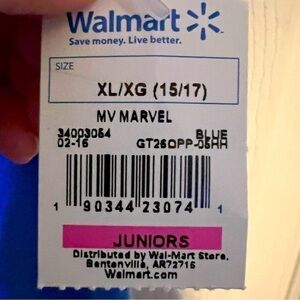 Walmart
Save money. Live better.
SIZE
XL/XG (15/17)
MV MARVEL
34003054 BLUE
02-16 GT26OPP-05HH
1 90344 23074 1
JUNIORS
Distributed by Wal-Mart Store,
Bentonville, AR72716
Walmart.com